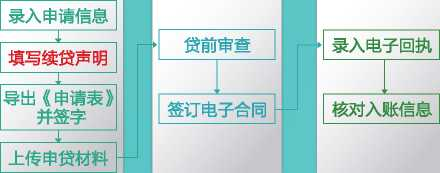 录入申请信息
填写续贷声明
导出《申请表》
并签字
上传申贷材料
贷前审查
签订电子合同
录入电子回执
核对入账信息